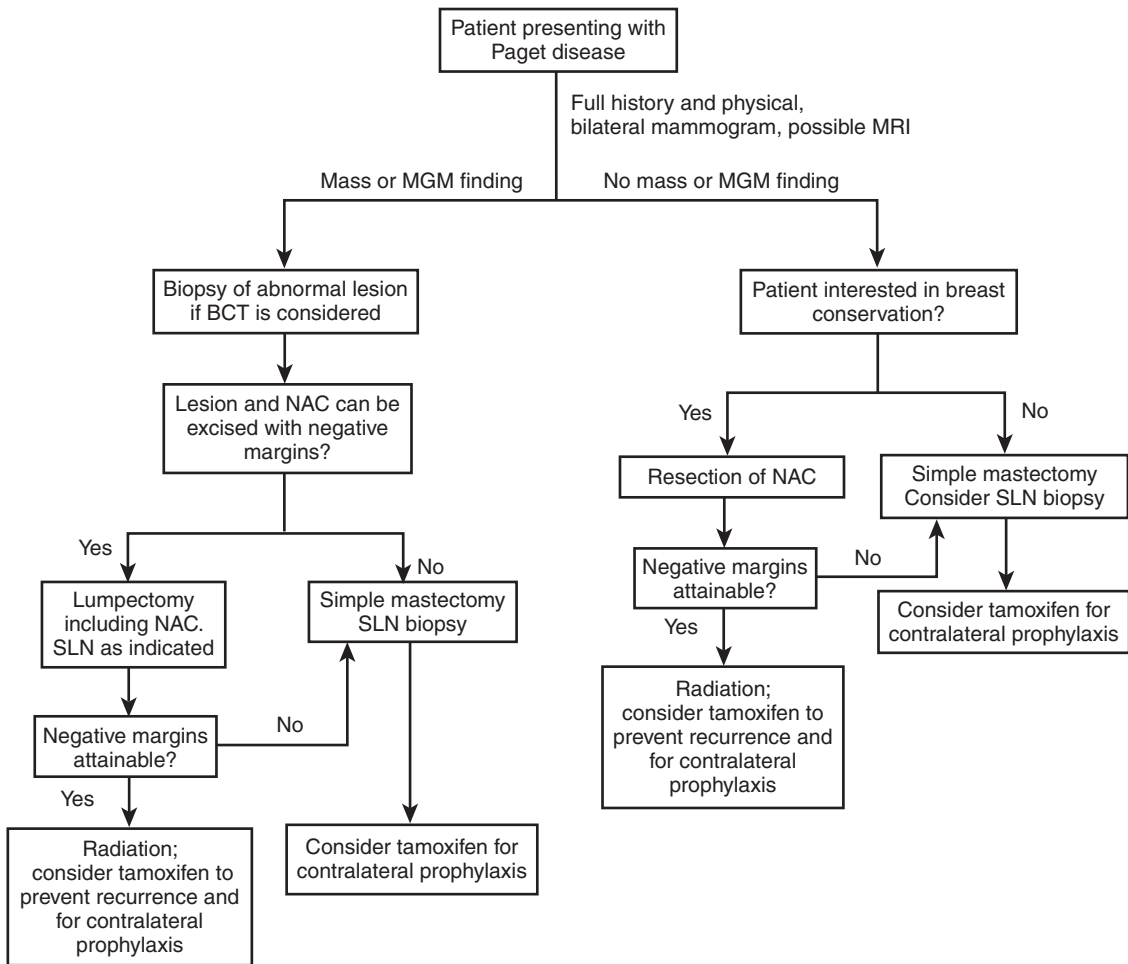 Patient presenting with
Paget disease
Full history and physical,
bilateral mammogram, possible MRI
Mass or MGM finding
No mass or MGM finding
Biopsy of abnormal lesion
if BCT is considered
Lesion and NAC can be
excised with negative
margins?
Yes
No
Lumpectomy
including NAC.
SLN as indicated
Simple mastectomy
SLN biopsy
Negative margins
attainable?
No
Yes
Radiation;
consider tamoxifen to
prevent recurrence and
for contralateral
prophylaxis
Consider tamoxifen for
contralateral prophylaxis
Patient interested in breast
conservation?
Yes
No
Resection of NAC
Simple mastectomy
Consider SLN biopsy
Negative margins
attainable?
No
Yes
Radiation;
consider tamoxifen to
prevent recurrence and
for contralateral
prophylaxis
Consider tamoxifen for
contralateral prophylaxis